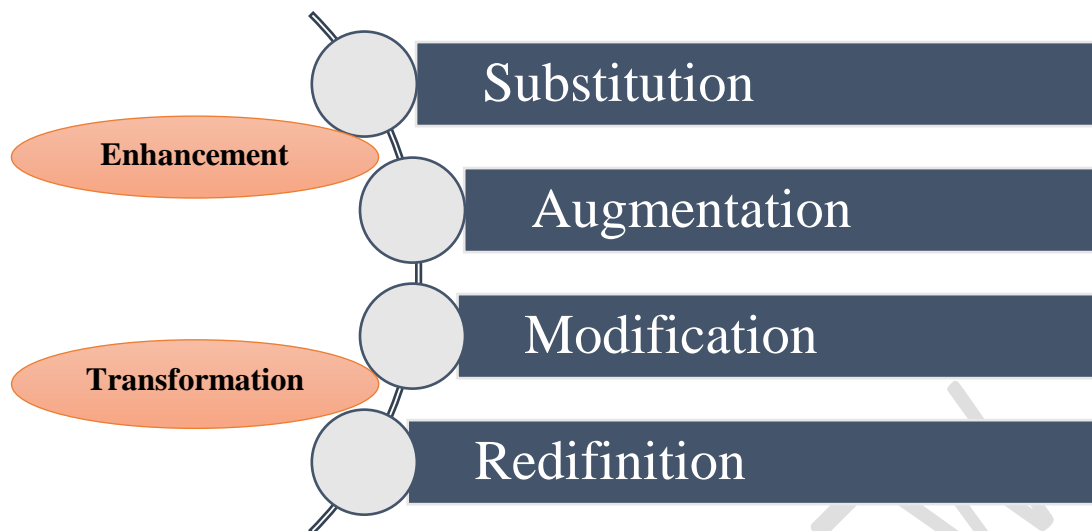 Substitution
Enhancement
Augmentation
Modification
Transformation
Redifinition